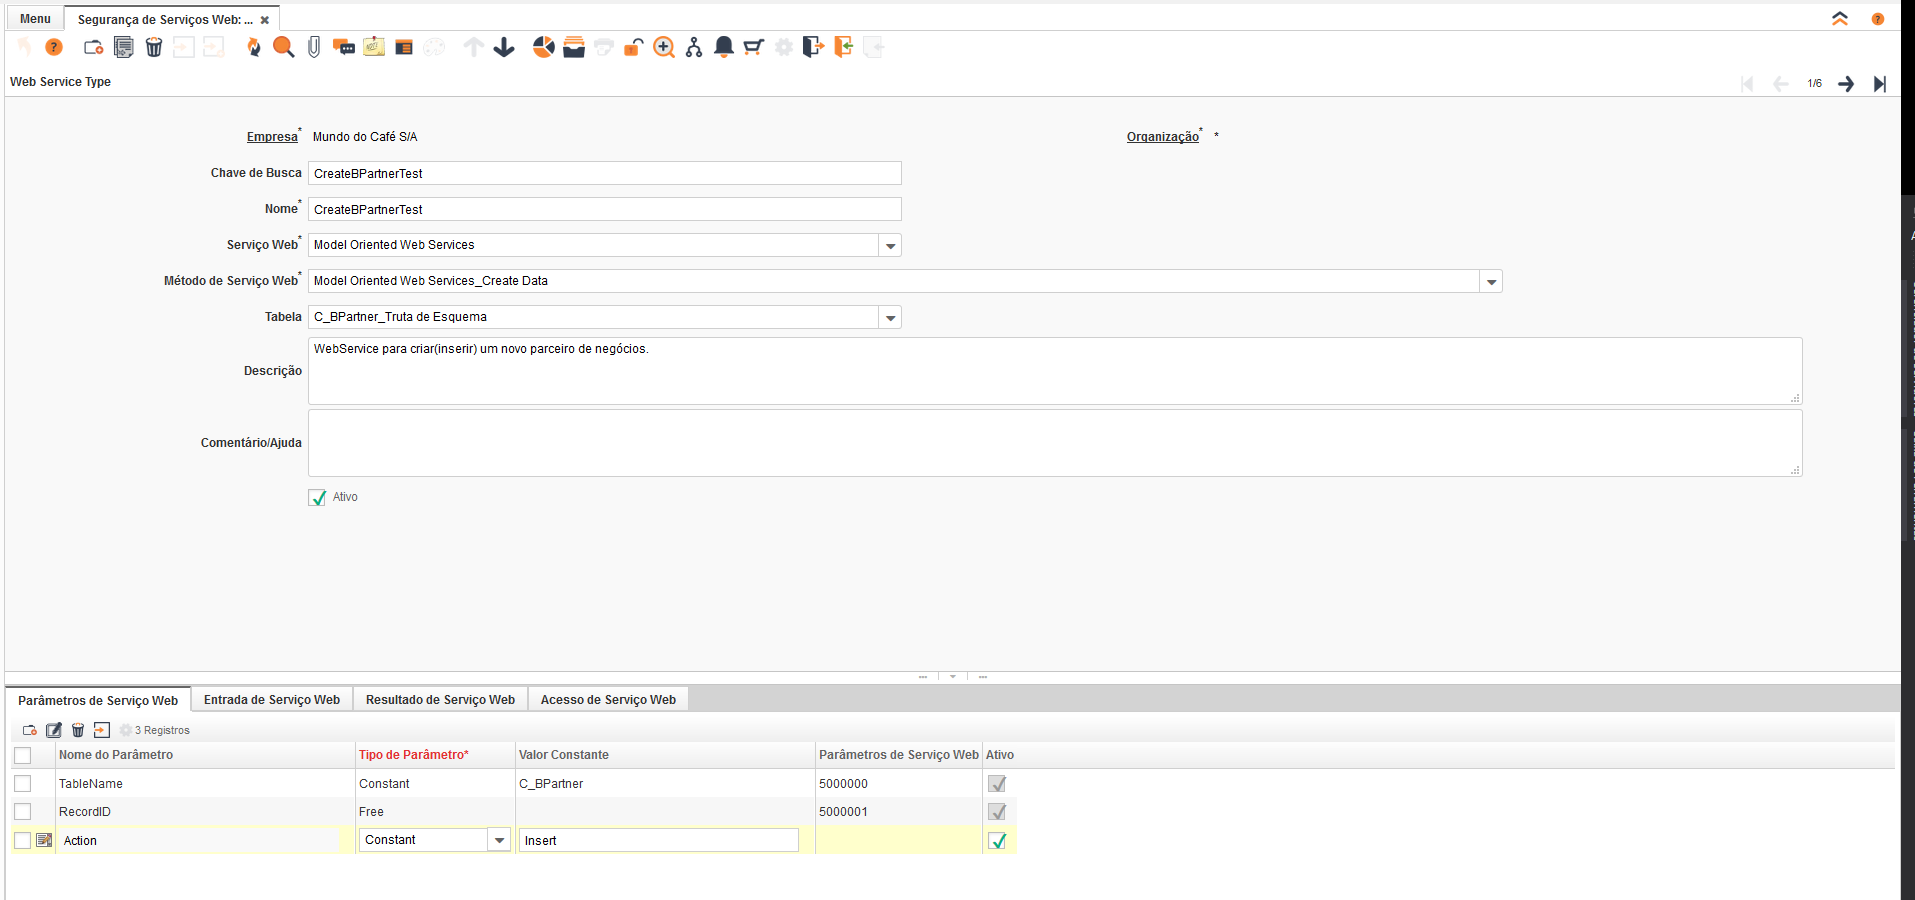 Menu
Segurança de Serviços Web: ...
Web Service Type
1/6
Empresa* Mundo do Café S/A
Organização* *
Chave de Busca CreateBPartnerTest
Nome* CreateBPartnerTest
Serviço Web* Model Oriented Web Services
Método de Serviço Web* Model Oriented Web Services_Create Data
Tabela C_BPartner_Truta de Esquema
Descrição WebService para criar(inserir) um novo parceiro de negócios.
Comentário/Ajuda
Ativo
Parâmetros de Serviço Web Entrada de Serviço Web Resultado de Serviço Web Acesso de Serviço Web
3 Registros
Nome do Parâmetro Tipo de Parâmetro* Valor Constante Parâmetros de Serviço Web Ativo
TableName Constant C_BPartner 5000000
RecordID Free 5000001
Action Constant Insert